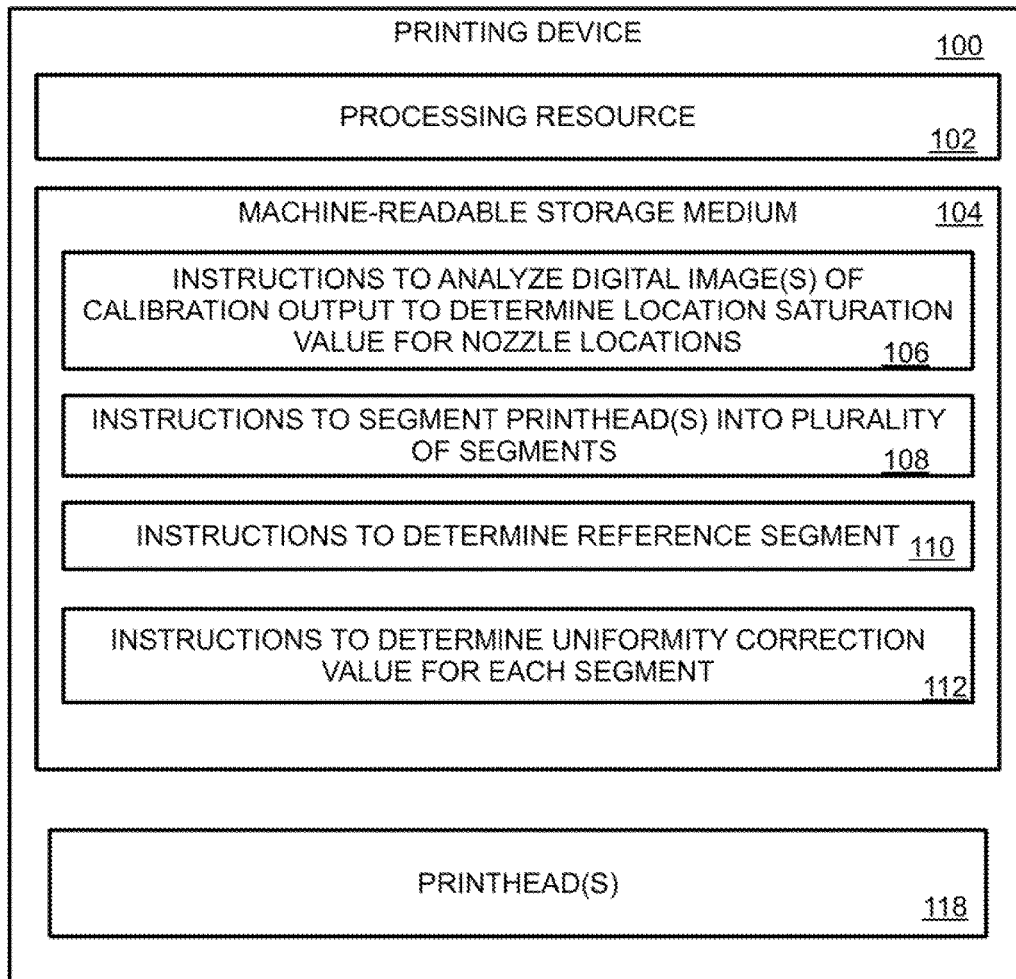 PRINTING DEVICE
100
PROCESSING RESOURCE
102
MACHINE-READABLE STORAGE MEDIUM
104
INSTRUCTIONS TO ANALYZE DIGITAL IMAGE(S) OF
CALIBRATION OUTPUT TO DETERMINE LOCATION SATURATION
VALUE FOR NOZZLE LOCATIONS
106
INSTRUCTIONS TO SEGMENT PRINTHEAD(S) INTO PLURALITY
OF SEGMENTS
108
INSTRUCTIONS TO DETERMINE REFERENCE SEGMENT
110
INSTRUCTIONS TO DETERMINE UNIFORMITY CORRECTION
VALUE FOR EACH SEGMENT
112
PRINTHEAD(S)
118